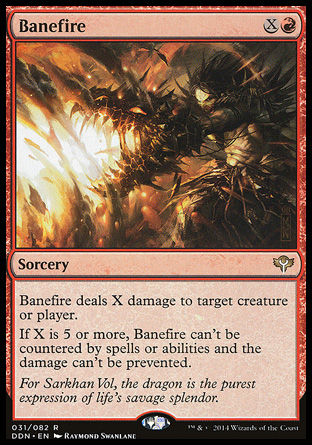 Banefire X R
Sorcery
Banefire deals X damage to target creature
or player.
If X is 5 or more, Banefire can't be
countered by spells or abilities and the
damage can't be prevented.
For Sarkhan Vol, the dragon is the purest
expression of life's savage splendor.
031/082 R
DDN • EN RAYMOND SWANLAND ™ & © 2014 Wizards of the Coast